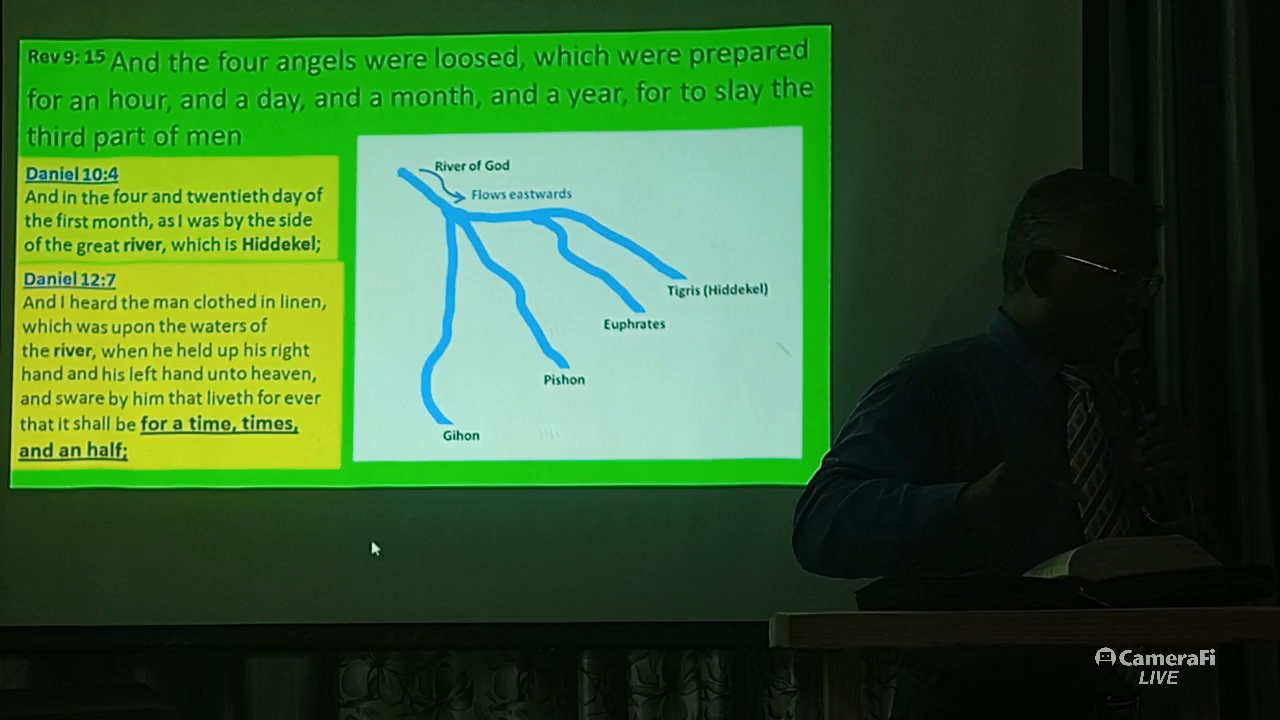 Rev 9: 15 And the four angels were loosed, which were prepared
for an hour, and a day, and a month, and a year, for to slay the
third part of men
Daniel 10:4
And in the four and twentieth day of
the first month, as I was by the side
of the great river, which is Hiddekel;
Daniel 12:7
And I heard the man clothed in linen,
which was upon the waters of
the river, when he held up his right
hand and his left hand unto heaven,
and sware by him that liveth for ever
that it shall be for a time, times,
and an half;
River of God
Flows eastwards
Tigris (Hiddekel)
Euphrates
Pishon
Gihon
CameraFi
LIVE